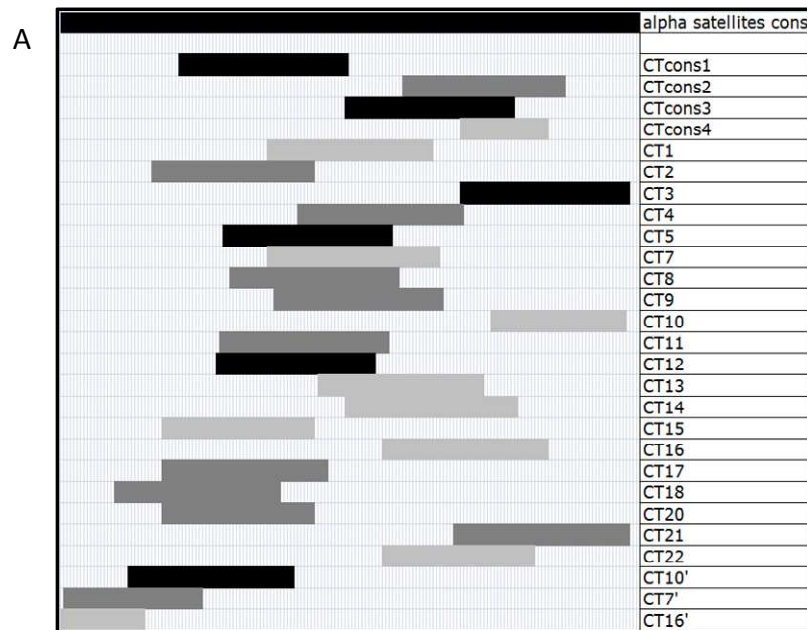 A
alpha satellites cons
CTcons1
CTcons2
CTcons3
CTcons4
CT1
CT2
CT3
CT4
CT5
CT7
CT8
CT9
CT10
CT11
CT12
CT13
CT14
CT15
CT16
CT17
CT18
CT20
CT21
CT22
CT10'
CT7'
CT16'